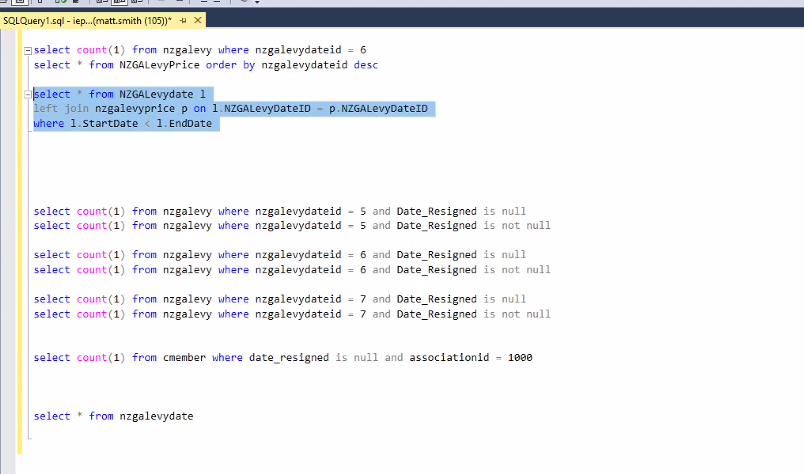 SQLQuery1.sql - iep...(matt.smith (105))*
select count(1) from nzgalevy where nzgalevydateid = 6
select * from NZGALevyPrice order by nzgalevydateid desc
select * from NZGALevydate l
left join nzgalevyprice p on l.NZGALevyDateID = p.NZGALevyDateID
where l.StartDate < l.EndDate
select count(1) from nzgalevy where nzgalevydateid = 5 and Date_Resigned is null
select count(1) from nzgalevy where nzgalevydateid = 5 and Date_Resigned is not null
select count(1) from nzgalevy where nzgalevydateid = 6 and Date_Resigned is null
select count(1) from nzgalevy where nzgalevydateid = 6 and Date_Resigned is not null
select count(1) from nzgalevy where nzgalevydateid = 7 and Date_Resigned is null
select count(1) from nzgalevy where nzgalevydateid = 7 and Date_Resigned is not null
select count(1) from cmember where date_resigned is null and associationid = 1000
select * from nzgalevydate